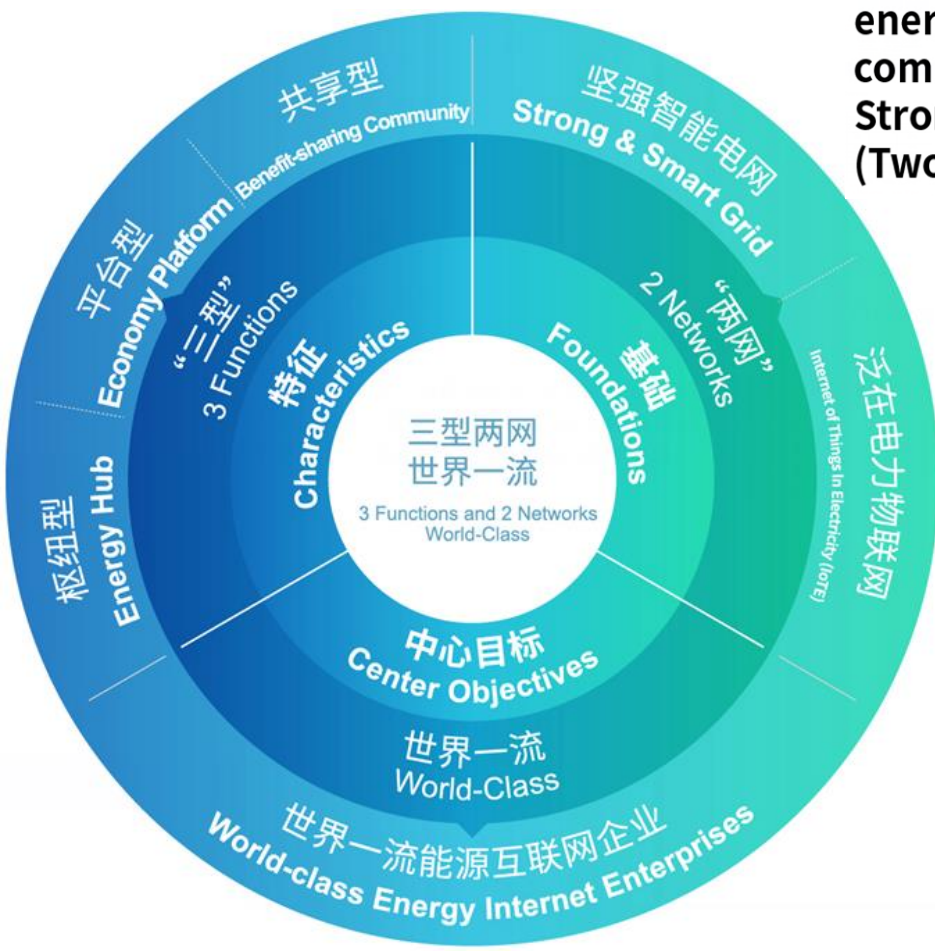 三型两网
世界一流
3 Functions and 2 Networks
World-Class
特征
Characteristics
“三型”
3 Functions
枢纽型
Energy Hub
平台型
Economy Platform
共享型
Benefit-sharing Community
基础
Foundations
“两网”
2 Networks
坚强智能电网
Strong & Smart Grid
泛在电力物联网
Internet of Things In Electricity (IoTE)
中心目标
Center Objectives
世界一流
World-Class
世界一流能源互联网企业
World-class Energy Internet Enterprises
(Two